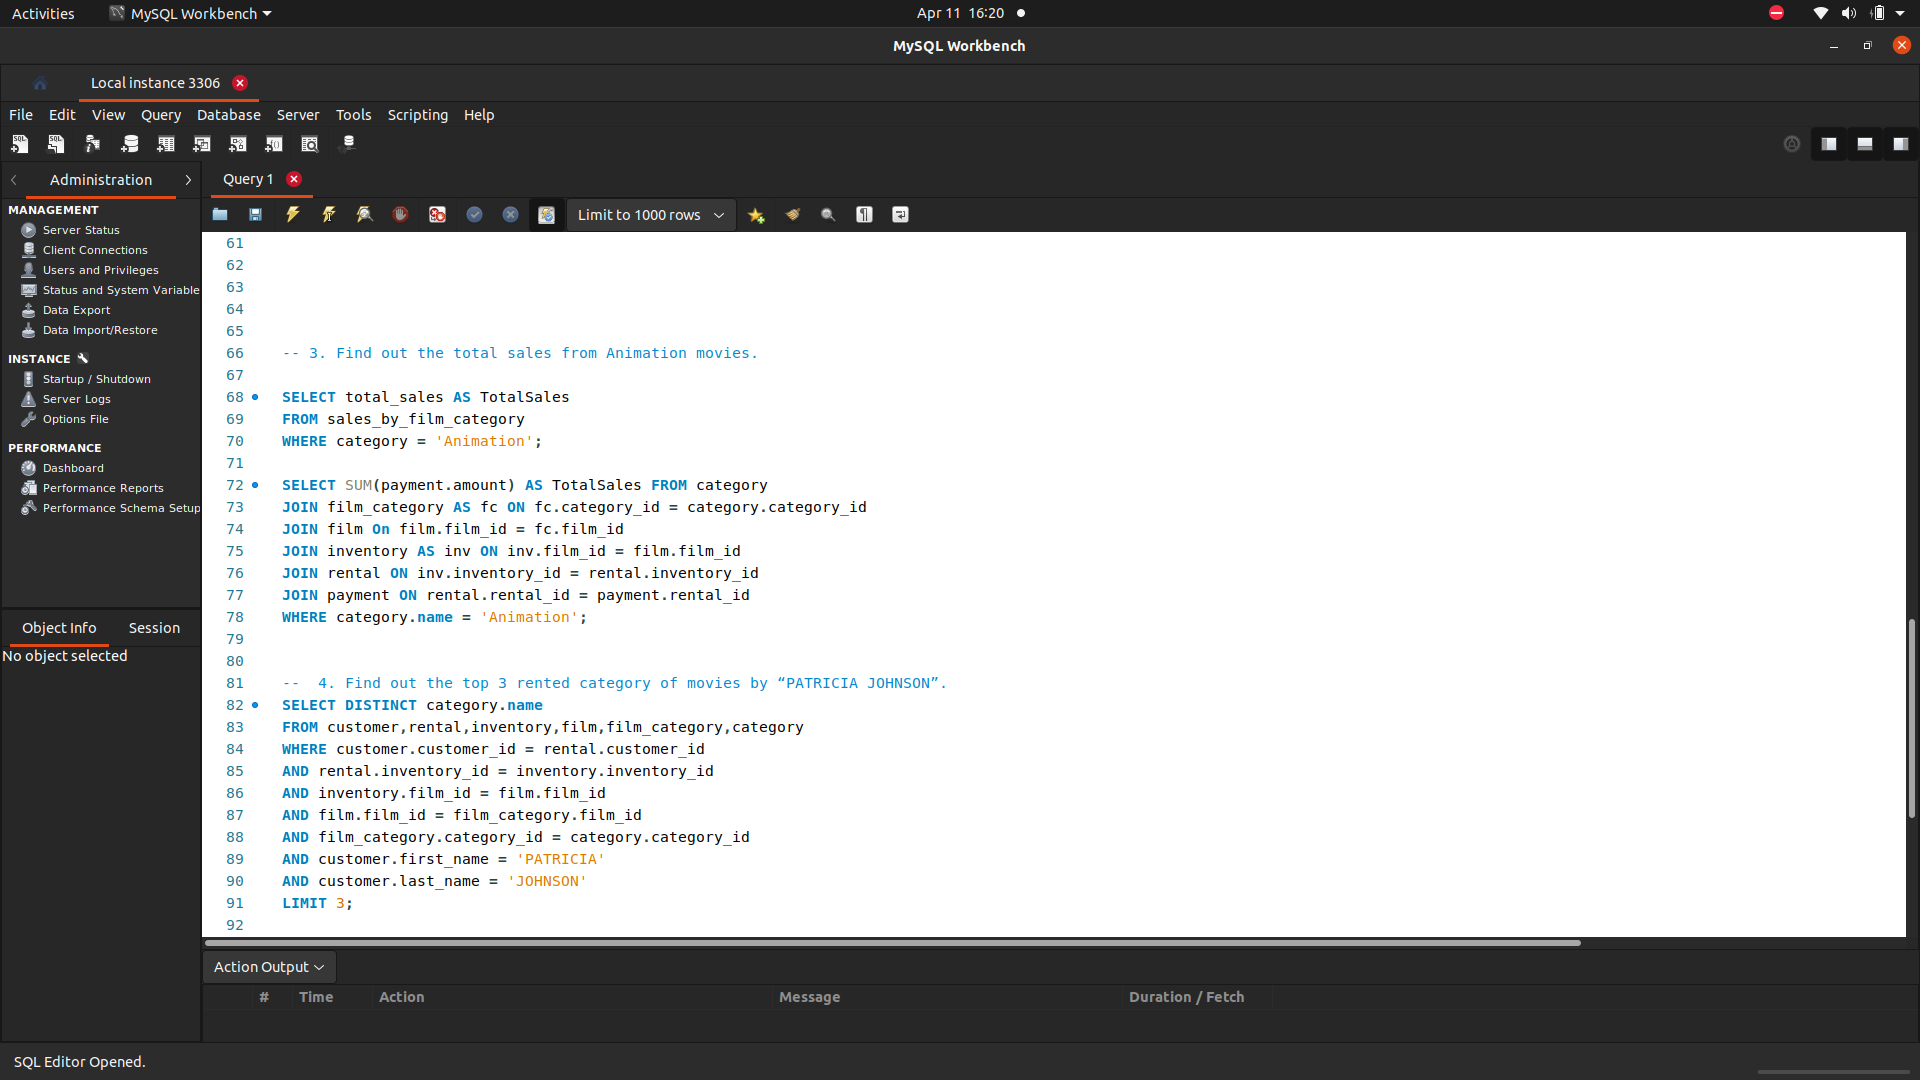 Activities
MySQL Workbench
Apr 11 16:20
MySQL Workbench
Local instance 3306
File Edit View Query Database Server Tools Scripting Help
Administration
Query 1
MANAGEMENT
Server Status
Client Connections
Users and Privileges
Status and System Variable
Data Export
Data Import/Restore
INSTANCE
Startup / Shutdown
Server Logs
Options File
PERFORMANCE
Dashboard
Performance Reports
Performance Schema Setup
Object Info Session
No object selected
Limit to 1000 rows
61
62
63
64
65
66 -- 3. Find out the total sales from Animation movies.
67
68 SELECT total_sales AS TotalSales
69 FROM sales_by_film_category
70 WHERE category = 'Animation';
71
72 SELECT SUM(payment.amount) AS TotalSales FROM category
73 JOIN film_category AS fc ON fc.category_id = category.category_id
74 JOIN film On film.film_id = fc.film_id
75 JOIN inventory AS inv ON inv.film_id = film.film_id
76 JOIN rental ON inv.inventory_id = rental.inventory_id
77 JOIN payment ON rental.rental_id = payment.rental_id
78 WHERE category.name = 'Animation';
79
80
81 --  4. Find out the top 3 rented category of movies by “PATRICIA JOHNSON”.
82 SELECT DISTINCT category.name
83 FROM customer,rental,inventory,film,film_category,category
84 WHERE customer.customer_id = rental.customer_id
85 AND rental.inventory_id = inventory.inventory_id
86 AND inventory.film_id = film.film_id
87 AND film.film_id = film_category.film_id
88 AND film_category.category_id = category.category_id
89 AND customer.first_name = 'PATRICIA'
90 AND customer.last_name = 'JOHNSON'
91 LIMIT 3;
92
Action Output
# Time Action Message Duration / Fetch
SQL Editor Opened.